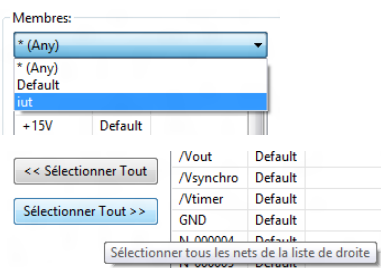 Membres:
* (Any)
* (Any)
Default
iut
+15V Default
<< Sélectionner Tout
Sélectionner Tout >>
/Vout Default
/Vsynchro Default
/Vtimer Default
GND Default
N-000004 Default
Sélectionner tous les nets de la liste de droite